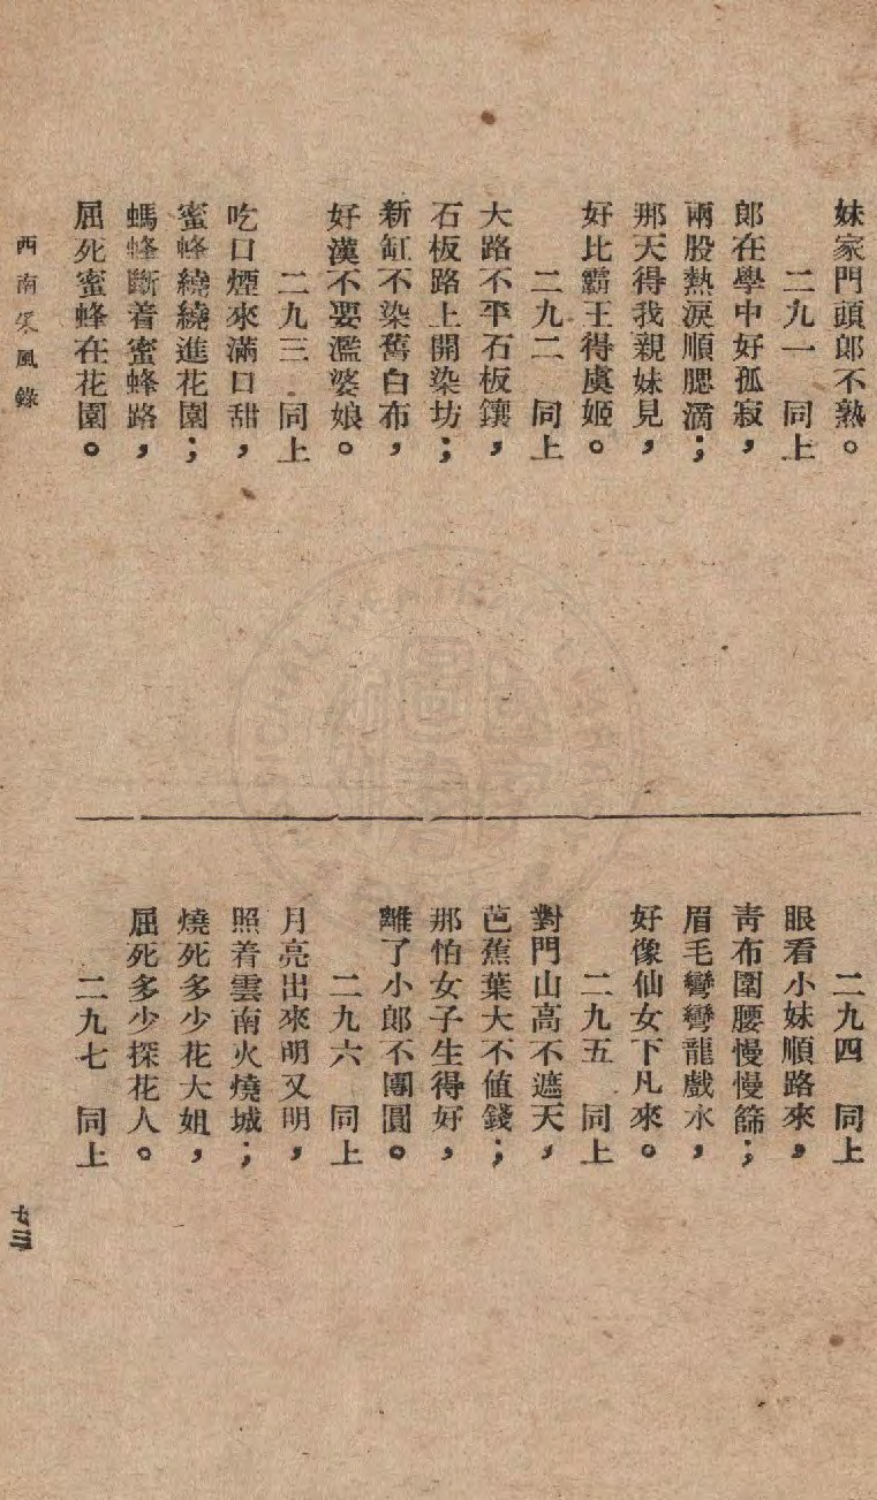 妹家門頭郎不熟。
二九一　同上
郎在學中好孤寂，
兩股熱淚順腮滴；
那天得我親妹見，
好比霸王得虞姬。
二九二　同上
大路不平石板鑲，
石板路上開染坊；
新缸不染舊白布，
好漢不要濫婆娘。
二九三　同上
吃口煙來滿口甜，
蜜蜂繞繞進花園；
螞蜂斷着蜜蜂路，
屈死蜜蜂在花園。
二九四　同上
眼看小妹順路來，
靑布圍腰慢慢篩；
眉毛彎彎龍戲水，
好像仙女下凡來。
二九五　同上
對門山高不遮天，
芭蕉葉大不値錢；
那怕女子生得好，
離了小郎不團圓。
二九六　同上
月亮出來明又明，
照着雲南火燒城；
燒死多少花大姐，
屈死多少探花人。
二九七　同上
西南采風錄
七三